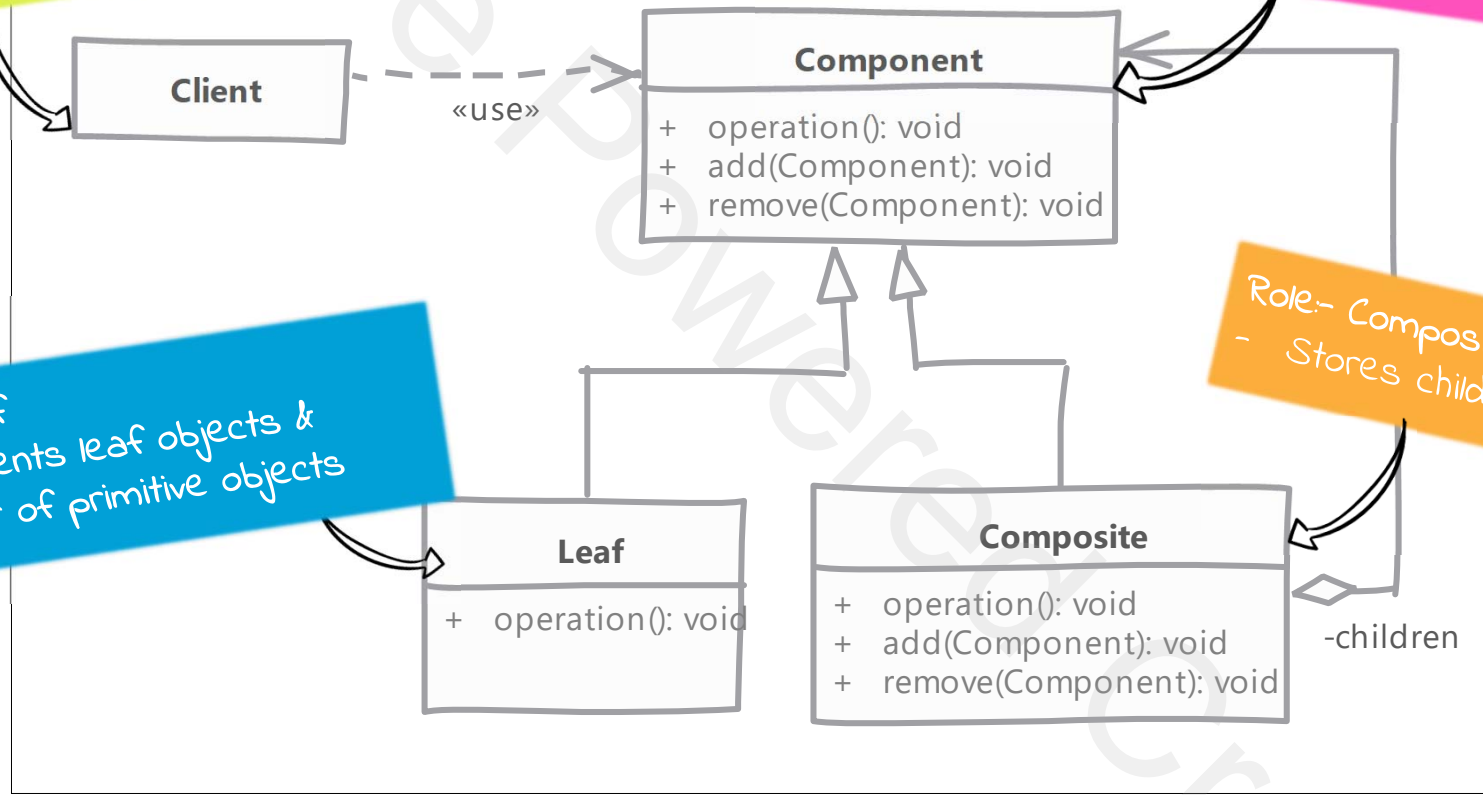 Client
«use»
Component
+ operation(): void
+ add(Component): void
+ remove(Component): void
Role:- Compos
- Stores child
leaf objects &
of primitive objects
Leaf
+ operation(): void
Composite
+ operation(): void
+ add(Component): void
+ remove(Component): void
-children
Powered